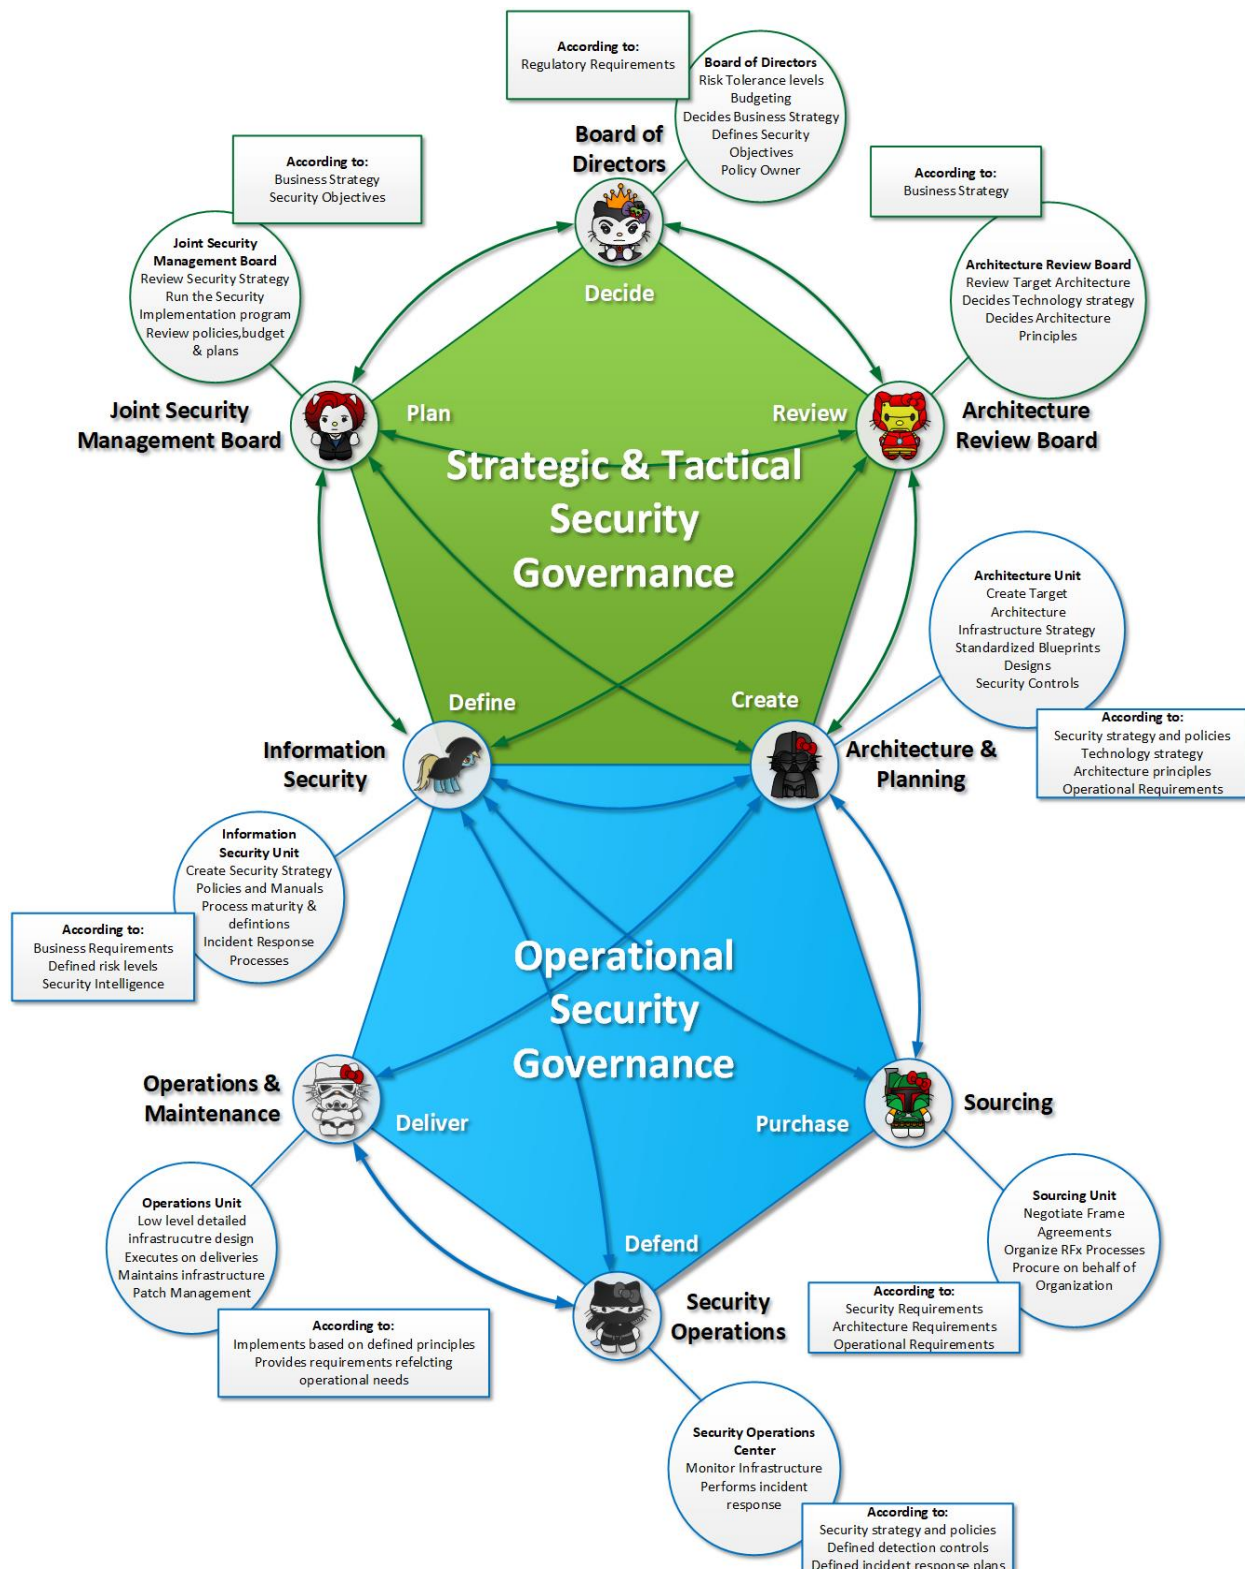 According to:
Regulatory Requirements
Board of Directors
Risk Tolerance levels
Budgeting
Decides Business Strategy
Defines Security
Objectives
Policy Owner
Board of
Directors
According to:
Business Strategy
Security Objectives
According to:
Business Strategy
Joint Security
Management Board
Review Security Strategy
Run the Security
Implementation program
Review policies,budget
& plans
Architecture Review Board
Review Target Architecture
Decides Technology strategy
Decides Architecture
Principles
Decide
Joint Security
Management Board
Plan
Review
Architecture
Review Board
Strategic & Tactical
Security
Governance
Architecture Unit
Create Target
Architecture
Infrastructure Strategy
Standardized Blueprints
Designs
Security Controls
According to:
Security strategy and policies
Technology strategy
Architecture principles
Operational Requirements
Define
Create
Information
Security
Architecture &
Planning
Information
Security Unit
Create Security Strategy
Policies and Manuals
Process maturity &
defintions
Incident Response
Processes
According to:
Business Requirements
Defined risk levels
Security Intelligence
Operational
Security
Governance
Operations &
Maintenance
Deliver
Purchase
Sourcing
Operations Unit
Low level detailed
infrastrucutre design
Executes on deliveries
Maintains infrastructure
Patch Management
According to:
Implements based on defined principles
Provides requirements refelcting
operational needs
Sourcing Unit
Negotiate Frame
Agreements
Organize RFx Processes
Procure on behalf of
Organization
According to:
Security Requirements
Architecture Requirements
Operational Requirements
Defend
Security
Operations
Security Operations
Center
Monitor Infrastructure
Performs incident
response
According to:
Security strategy and policies
Defined detection controls
Defined incident response plans